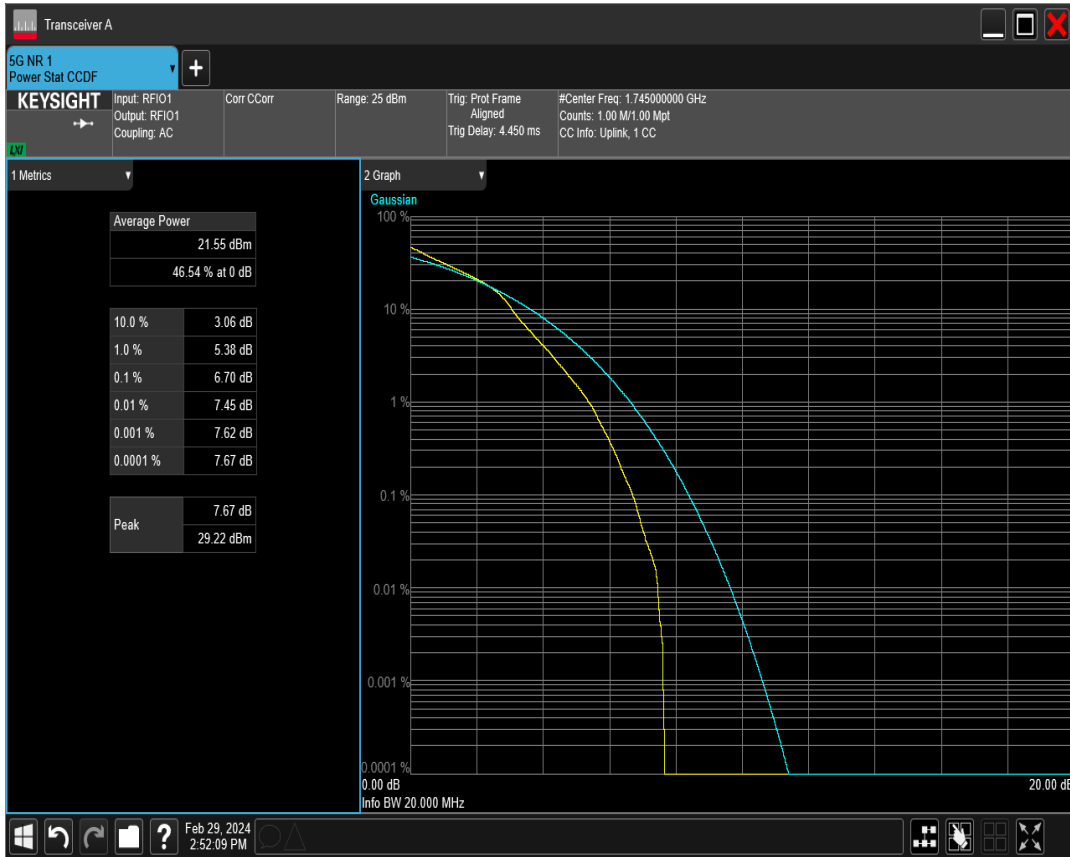 Transceiver A
5G NR 1
Power Stat CCDF
KEYSIGHT
LXI
Input: RFIO1
Output: RFIO1
Coupling: AC
Corr CCorr
Range: 25 dBm
Trig: Prot Frame
Aligned
Trig Delay: 4.450 ms
#Center Freq: 1.745000000 GHz
Counts: 1.00 M/1.00 Mpt
CC Info: Uplink, 1 CC
1 Metrics
Average Power
21.55 dBm
46.54 % at 0 dB
10.0 % 3.06 dB
1.0 % 5.38 dB
0.1 % 6.70 dB
0.01 % 7.45 dB
0.001 % 7.62 dB
0.0001 % 7.67 dB
Peak
7.67 dB
29.22 dBm
2 Graph
Gaussian
100 %
10 %
1 %
0.1 %
0.01 %
0.001 %
0.0001 %
0.00 dB 20.00 dB
Info BW 20.000 MHz
?
Feb 29, 2024
2:52:09 PM